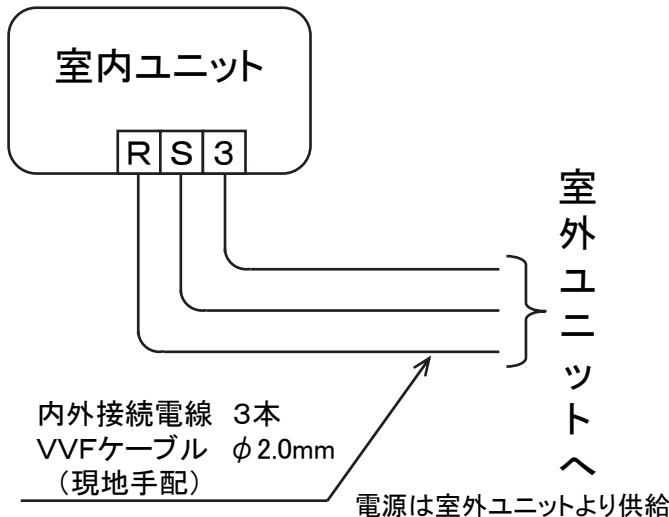 室内ユニット
R S 3
室外ユニットへ
内外接続電線 3本
VVFケーブル φ2.0mm
(現地手配)
電源は室外ユニットより供給